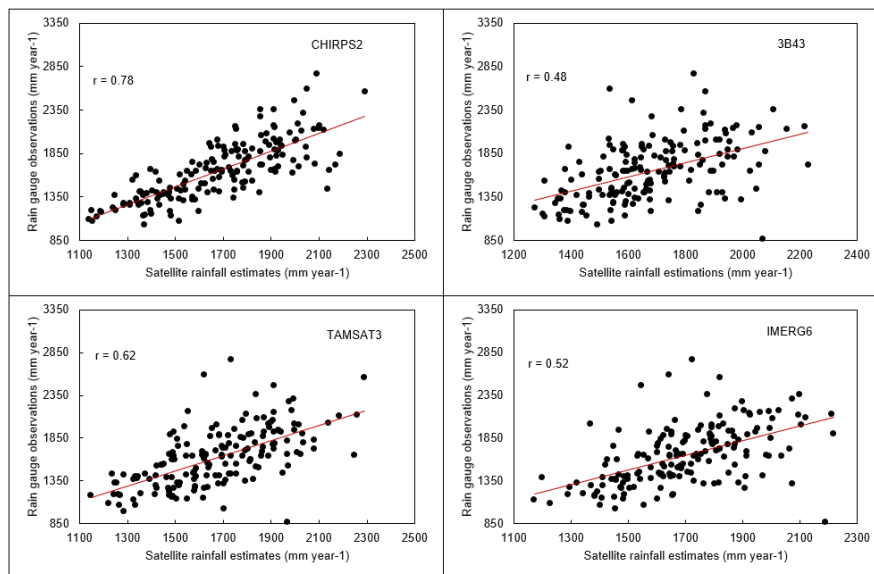 3350
2850
2350
1850
1350
850
Rain gauge observations (mm year-1)
CHIRPS2
r = 0.78
1100 1300 1500 1700 1900 2100 2300 2500
Satellite rainfall estimates (mm year-1)
3350
2850
2350
1850
1350
850
Rain gauge observations (mm year-1)
3B43
r = 0.48
1200 1400 1600 1800 2000 2200 2400
Satellite rainfall estimations (mm year-1)
3350
2850
2350
1850
1350
850
Rain gauge observations (mm year-1)
TAMSAT3
r = 0.62
1100 1300 1500 1700 1900 2100 2300 2500
Satellite rainfall estimates (mm year-1)
3350
2850
2350
1850
1350
850
Rain gauge observations (mm year-1)
IMERG6
r = 0.52
1100 1300 1500 1700 1900 2100 2300
Satellite rainfall estimates (mm year-1)